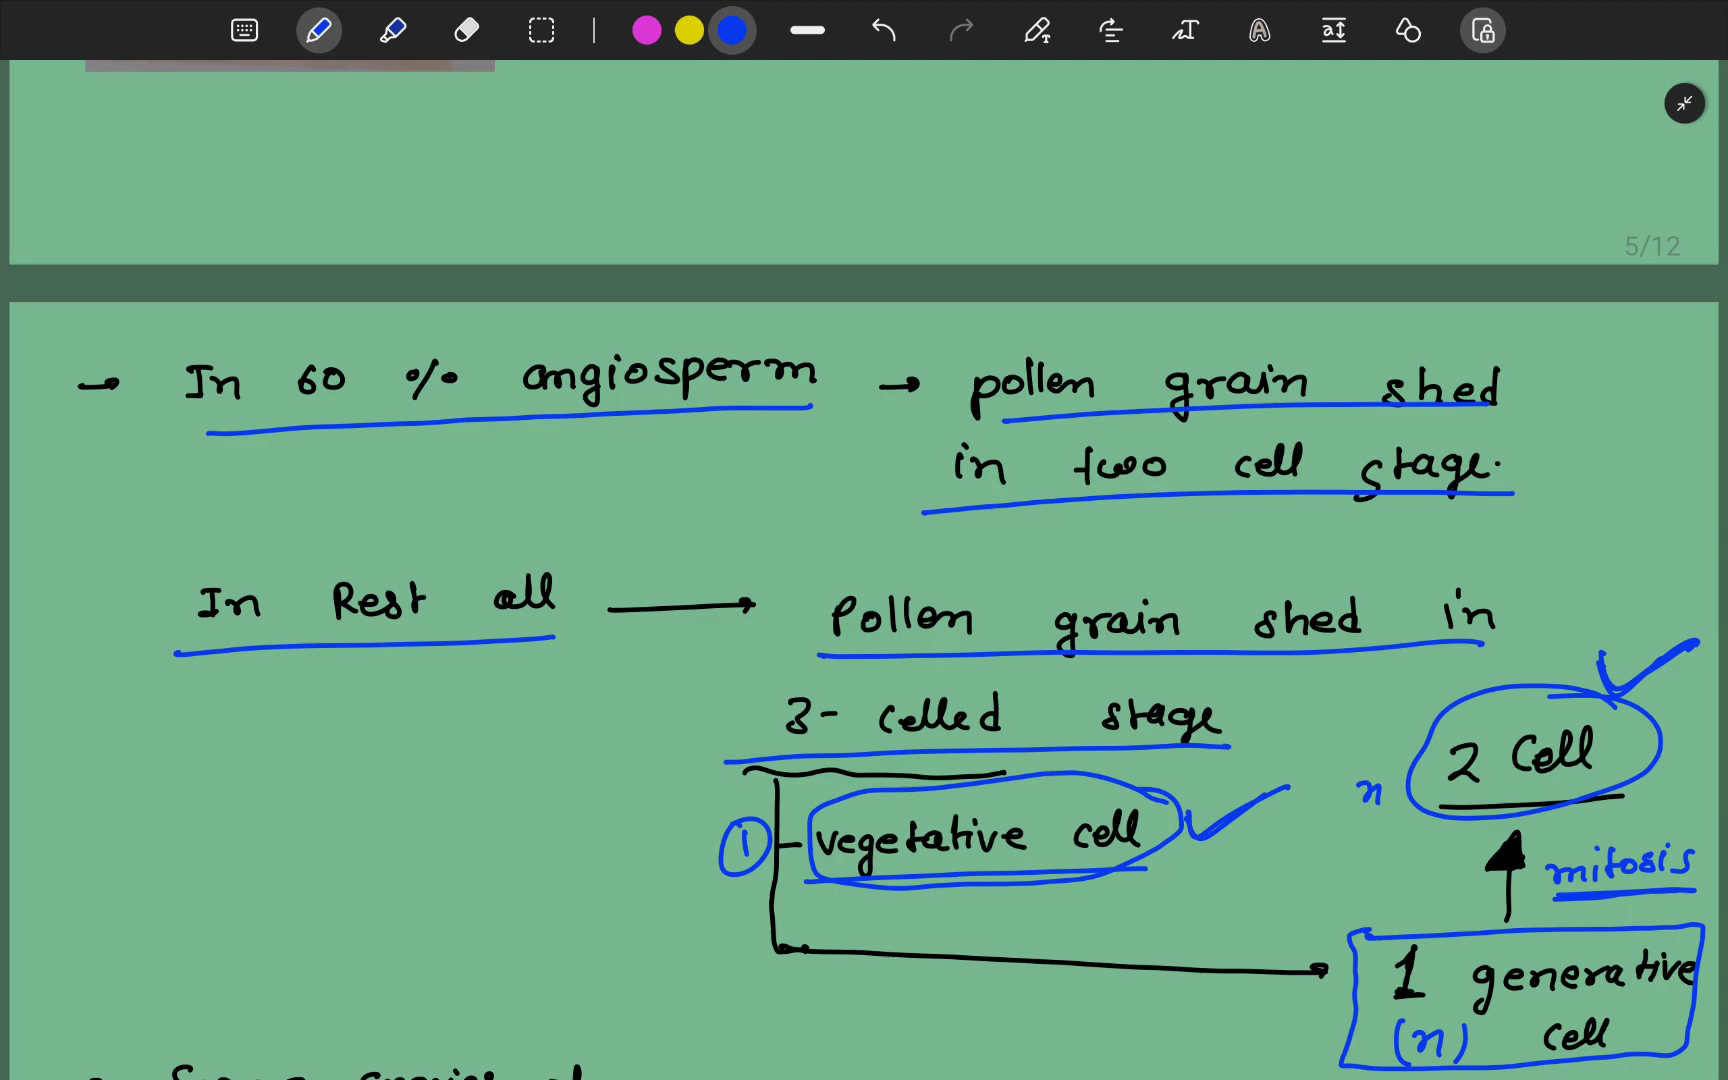 5/12
→ In 60 % angiosperm → pollen grain shed
in two cell stage.
In Rest all → Pollen grain shed in
3- celled stage
n 2 Cell
① - vegetative cell
mitosis
1 generative
(n) cell